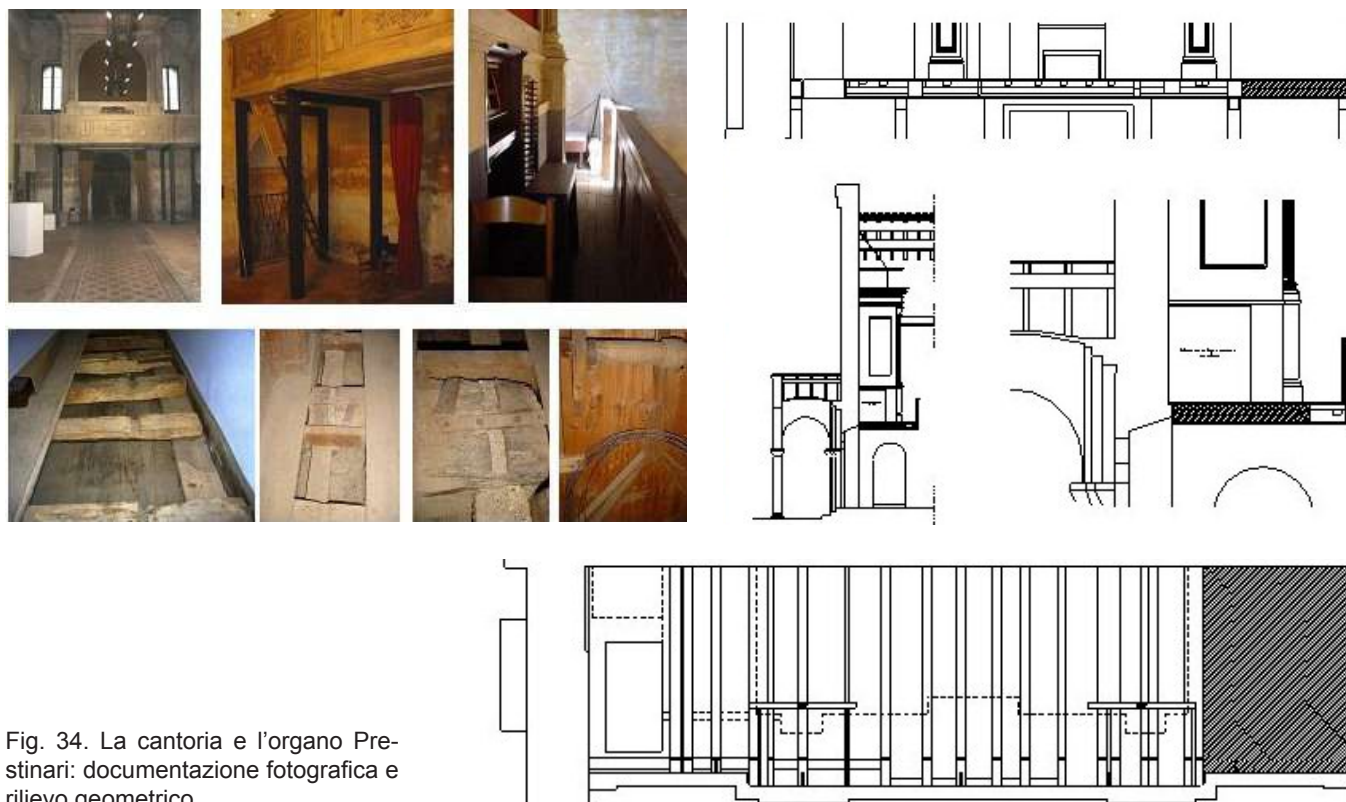 Fig. 34. La cantoria e l'organo Pre-
stinari: documentazione fotografica e
rilievo geometrico